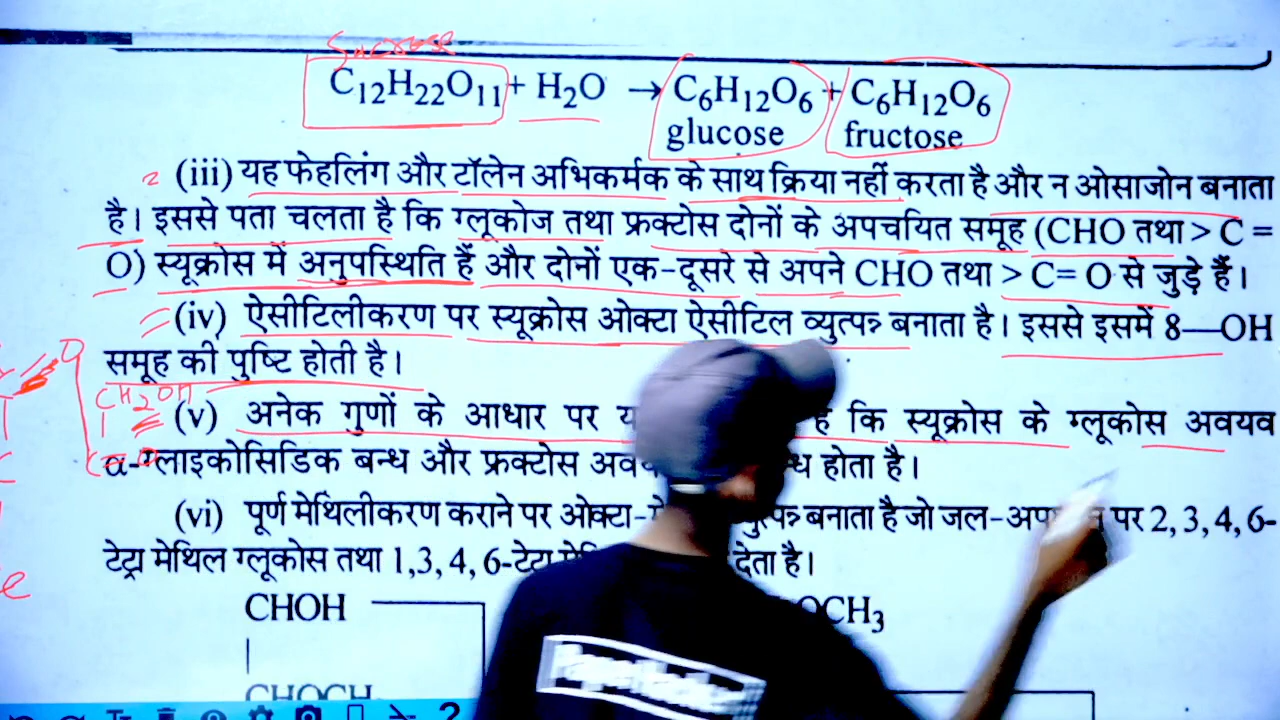 Sucrose
C12H22O11 + H2O → C6H12O6 + C6H12O6
glucose fructose
(iii) यह फेहलिंग और टॉलेन अभिकर्मक के साथ क्रिया नहीं करता है और न ओसाजोन बनाता
है। इससे पता चलता है कि ग्लूकोज तथा फ्रक्टोस दोनों के अपचयित समूह (CHO तथा > C =
O) स्यूक्रोस में अनुपस्थिति हैं और दोनों एक-दूसरे से अपने CHO तथा > C= O से जुड़े हैं।
(iv) ऐसीटिलीकरण पर स्यूक्रोस ओक्टा ऐसीटिल व्युत्पन्न बनाता है। इससे इसमें 8—OH
समूह की पुष्टि होती है।
CH2OH
(v) अनेक गुणों के आधार पर है कि स्यूक्रोस के ग्लूकोस अवयव
α-ग्लाइकोसिडिक बन्ध और फ्रक्टोस होता है।
(vi) पूर्ण मेथिलीकरण कराने पर ओक्टा- बनाता है जो पर 2, 3, 4, 6-
टेट्रा मेथिल ग्लूकोस तथा 1,3, 4, 6-टेट्रा देता है।
CHOH OCH3